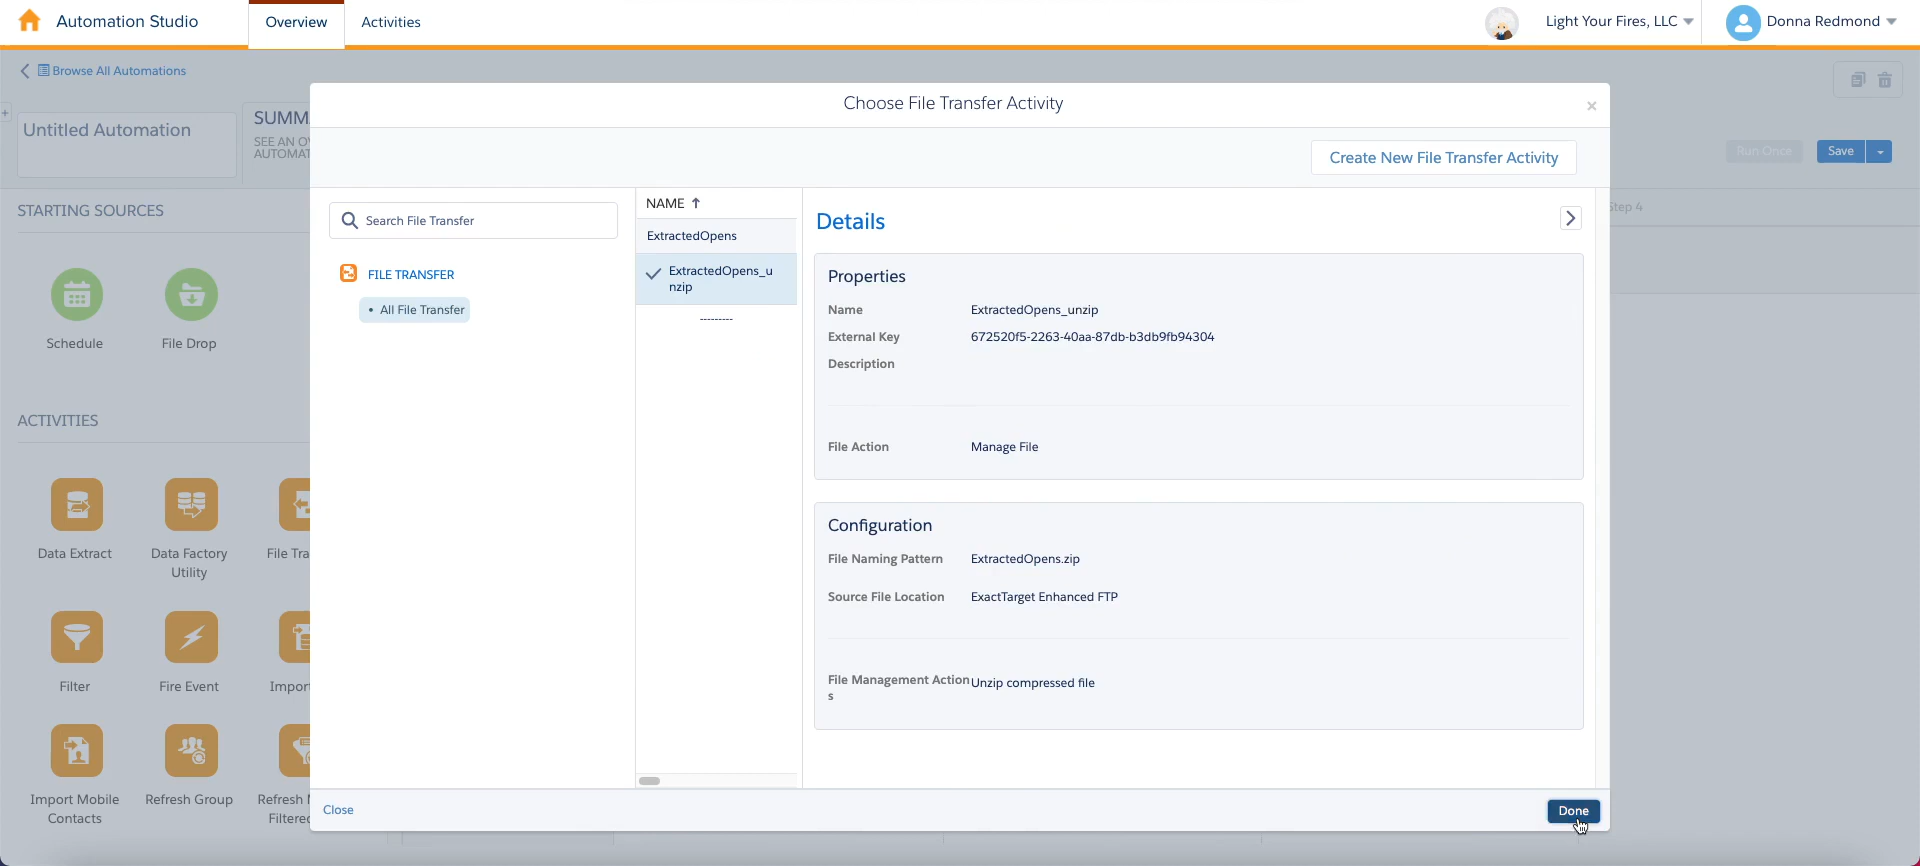 Automation Studio
Overview
Activities
Light Your Fires, LLC
Donna Redmond
Browse All Automations
Untitled Automation
SUMM
SEE AN O
AUTOMAT
Run Once
Save
STARTING SOURCES
Schedule
File Drop
ACTIVITIES
Data Extract
Data Factory
Utility
File Tra
Filter
Fire Event
Import
Import Mobile
Contacts
Refresh Group
Refresh
Filtere
Step 4
Choose File Transfer Activity
×
Create New File Transfer Activity
Search File Transfer
FILE TRANSFER
• All File Transfer
NAME ↑
ExtractedOpens
ExtractedOpens_u
nzip
---------
Details
Properties
Name ExtractedOpens_unzip
External Key 672520f5-2263-40aa-87db-b3db9fb94304
Description
File Action Manage File
Configuration
File Naming Pattern ExtractedOpens.zip
Source File Location ExactTarget Enhanced FTP
File Management Action Unzip compressed file
s
Close
Done